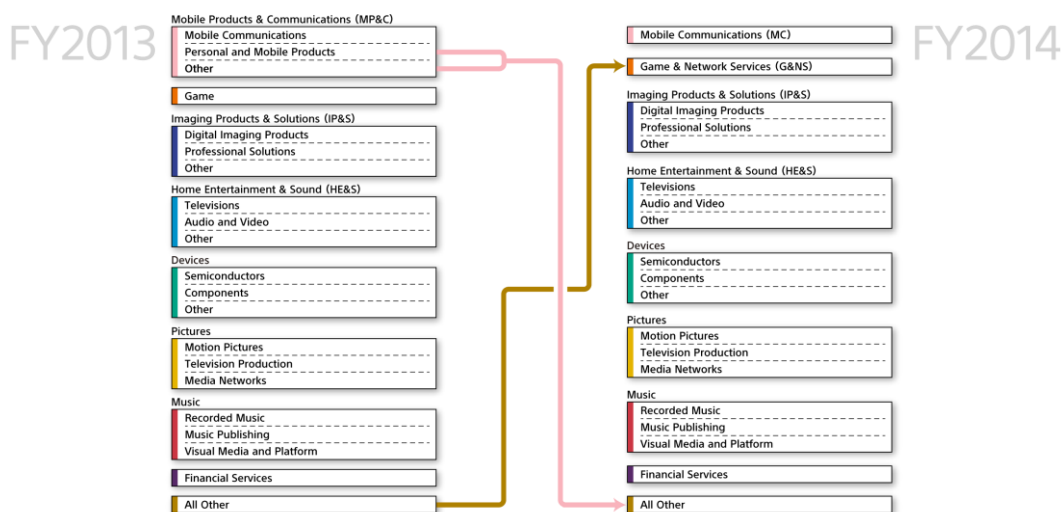 FY2013
Mobile Products & Communications (MP&C)
Mobile Communications
Personal and Mobile Products
Other
Game
Imaging Products & Solutions (IP&S)
Digital Imaging Products
Professional Solutions
Other
Home Entertainment & Sound (HE&S)
Televisions
Audio and Video
Other
Devices
Semiconductors
Components
Other
Pictures
Motion Pictures
Television Production
Media Networks
Music
Recorded Music
Music Publishing
Visual Media and Platform
Financial Services
All Other
FY2014
Mobile Communications (MC)
Game & Network Services (G&NS)
Imaging Products & Solutions (IP&S)
Digital Imaging Products
Professional Solutions
Other
Home Entertainment & Sound (HE&S)
Televisions
Audio and Video
Other
Devices
Semiconductors
Components
Other
Pictures
Motion Pictures
Television Production
Media Networks
Music
Recorded Music
Music Publishing
Visual Media and Platform
Financial Services
All Other